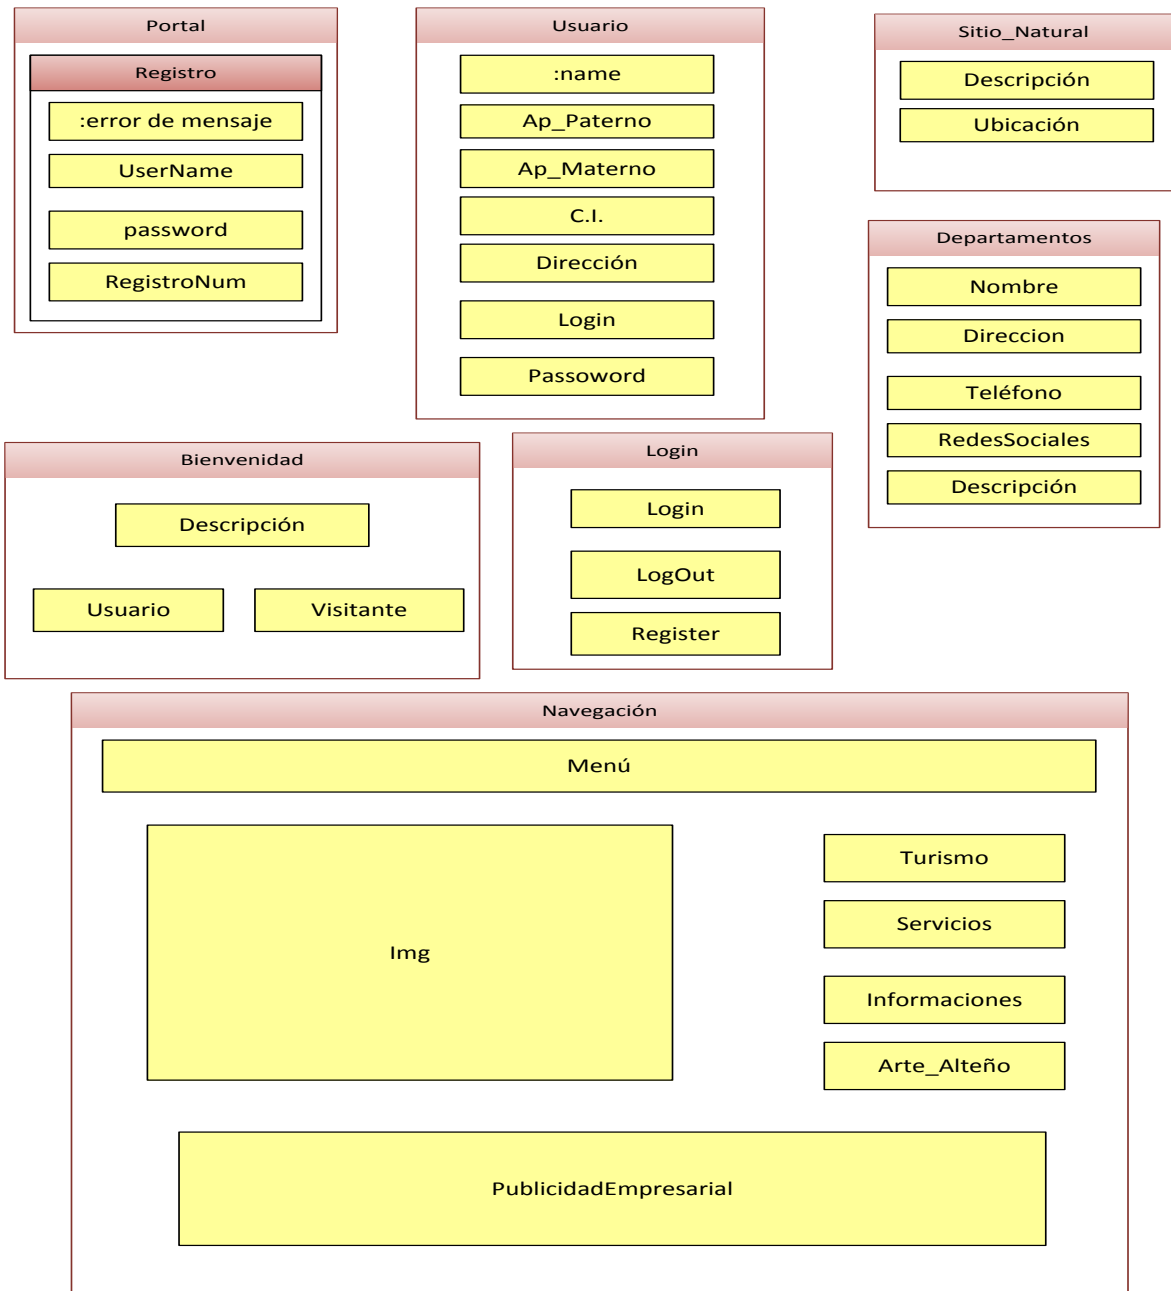 Portal
Registro
:error de mensaje
UserName
password
RegistroNum
Usuario
:name
Ap_Paterno
Ap_Materno
C.I.
Dirección
Login
Passoword
Sitio_Natural
Descripción
Ubicación
Departamentos
Nombre
Direccion
Teléfono
RedesSociales
Descripción
Bienvenidad
Descripción
Usuario
Visitante
Login
Login
LogOut
Register
Navegación
Menú
Img
Turismo
Servicios
Informaciones
Arte_Alteño
PublicidadEmpresarial